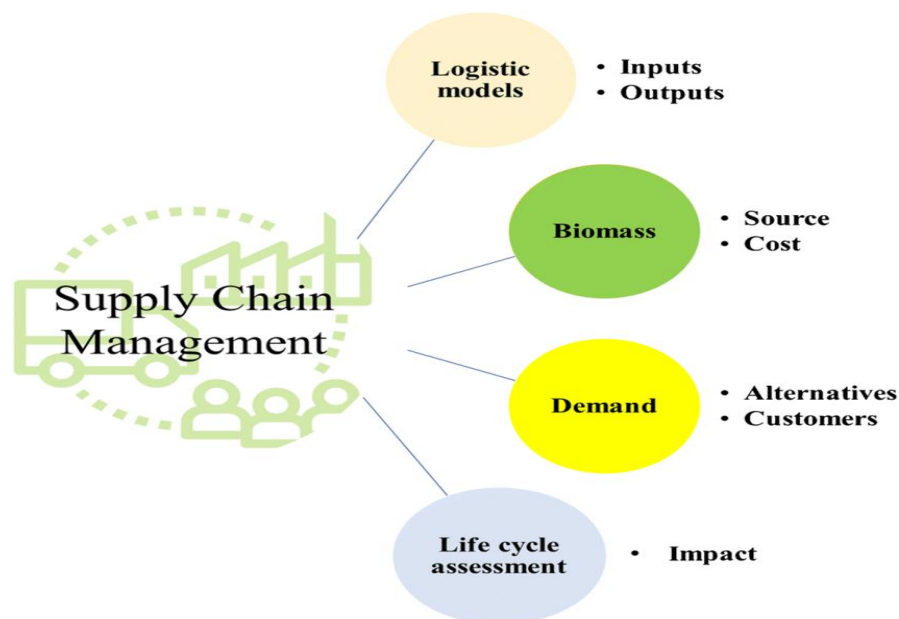 Supply Chain
Management
Logistic
models
• Inputs
• Outputs
Biomass
• Source
• Cost
Demand
• Alternatives
• Customers
Life cycle
assessment
• Impact